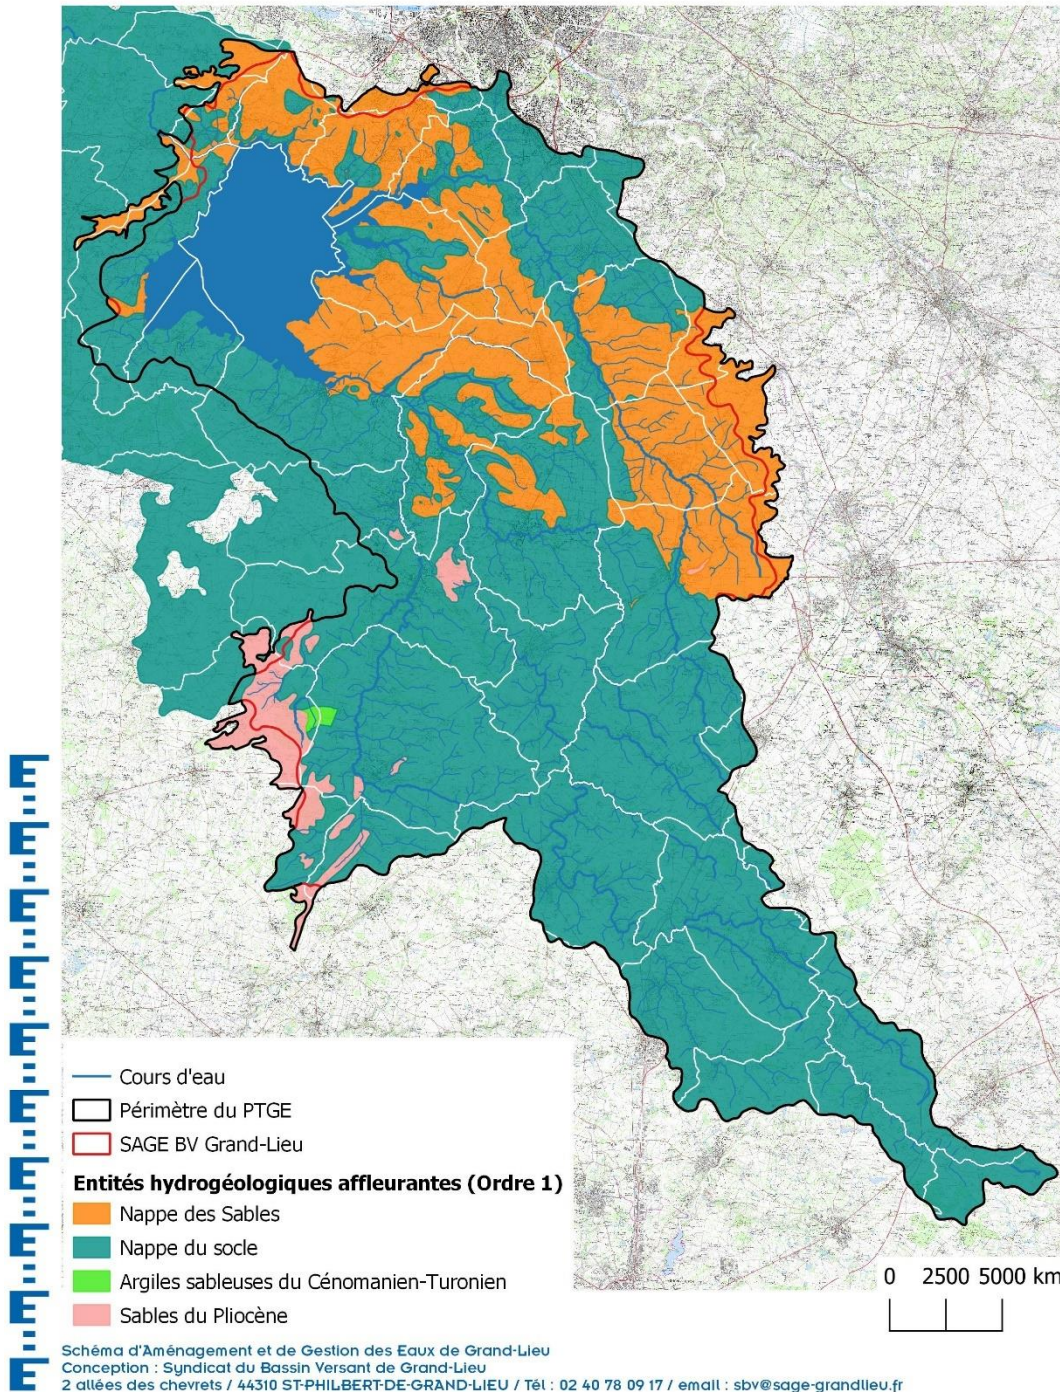 Cours d'eau
Périmètre du PTGE
SAGE BV Grand-Lieu
Entités hydrogéologiques affleurantes (Ordre 1)
Nappe des Sables
Nappe du socle
Argiles sableuses du Cénomanien-Turonien
Sables du Pliocène
0 2500 5000 km
Schéma d'Aménagement et de Gestion des Eaux de Grand-Lieu
Conception : Syndicat du Bassin Versant de Grand-Lieu
2 allées des chevrets / 44310 ST-PHILBERT-DE-GRAND-LIEU / Tél : 02 40 78 09 17 / email : sbv@sage-grandlieu.fr